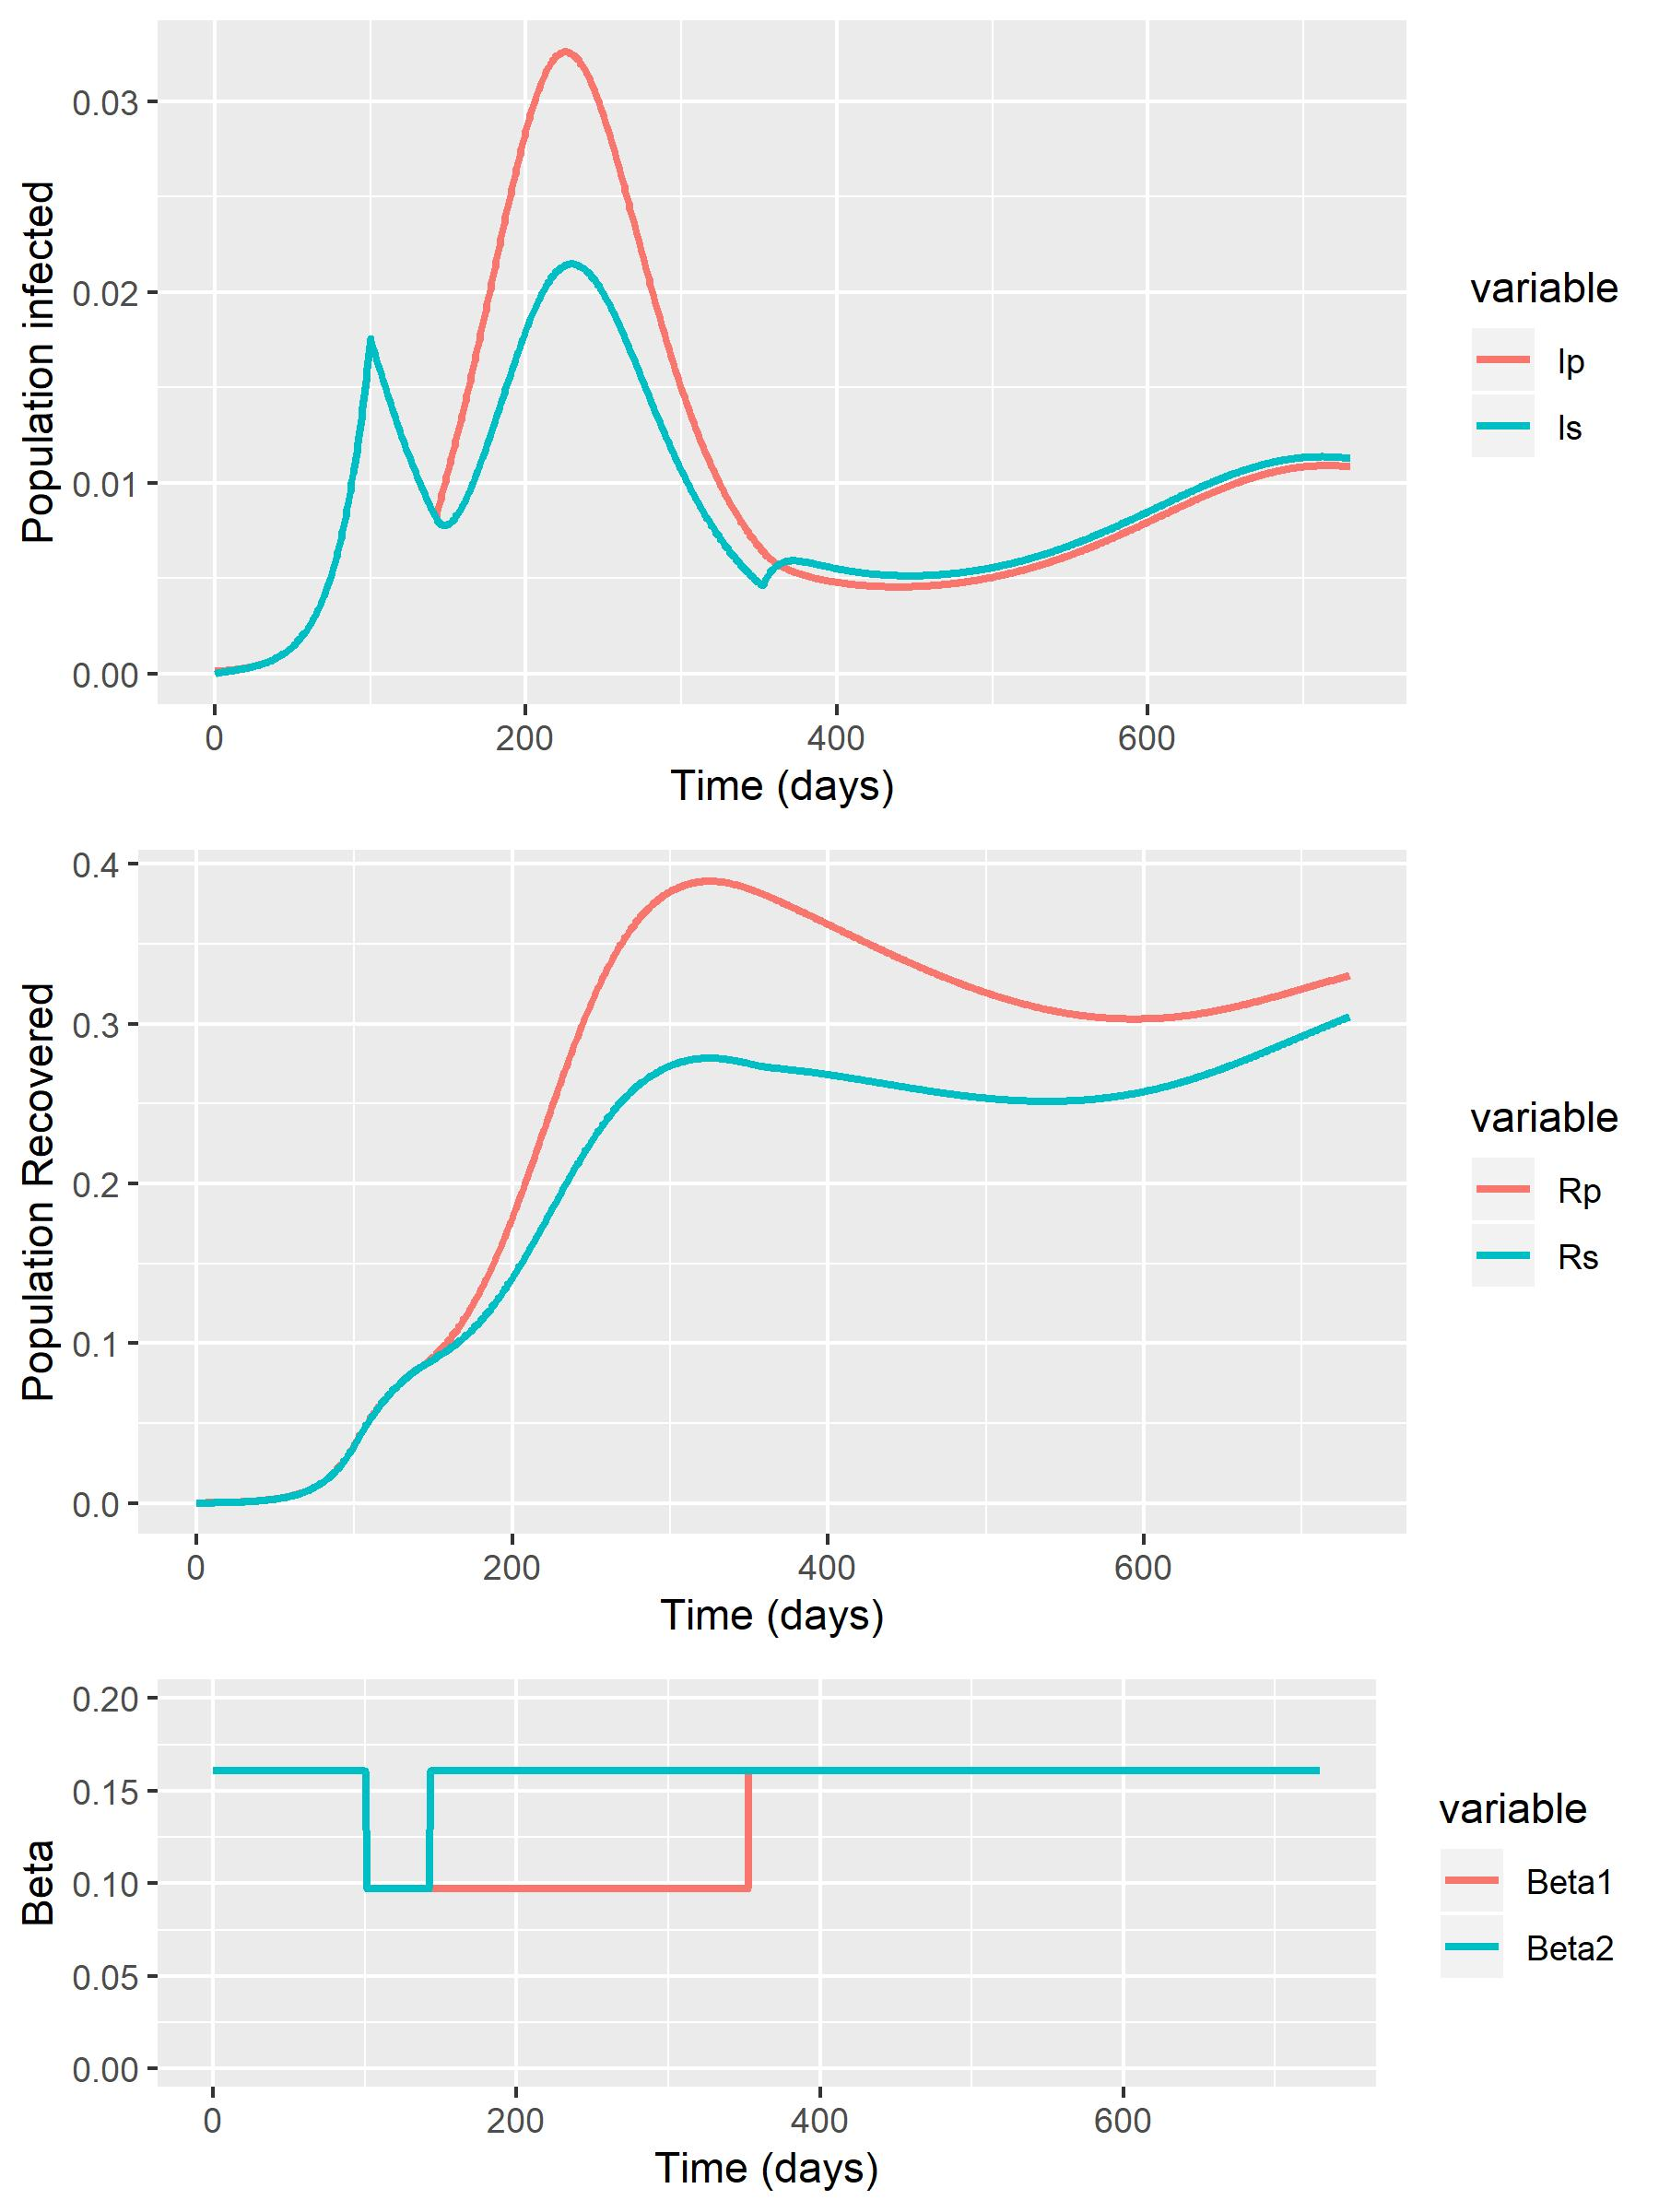 Population infected
0.03
0.02
0.01
0.00
0 200 400 600
Time (days)
variable
Ip
Is
Population Recovered
0.4
0.3
0.2
0.1
0.0
0 200 400 600
Time (days)
variable
Rp
Rs
Beta
0.20
0.15
0.10
0.05
0.00
0 200 400 600
Time (days)
variable
Beta1
Beta2